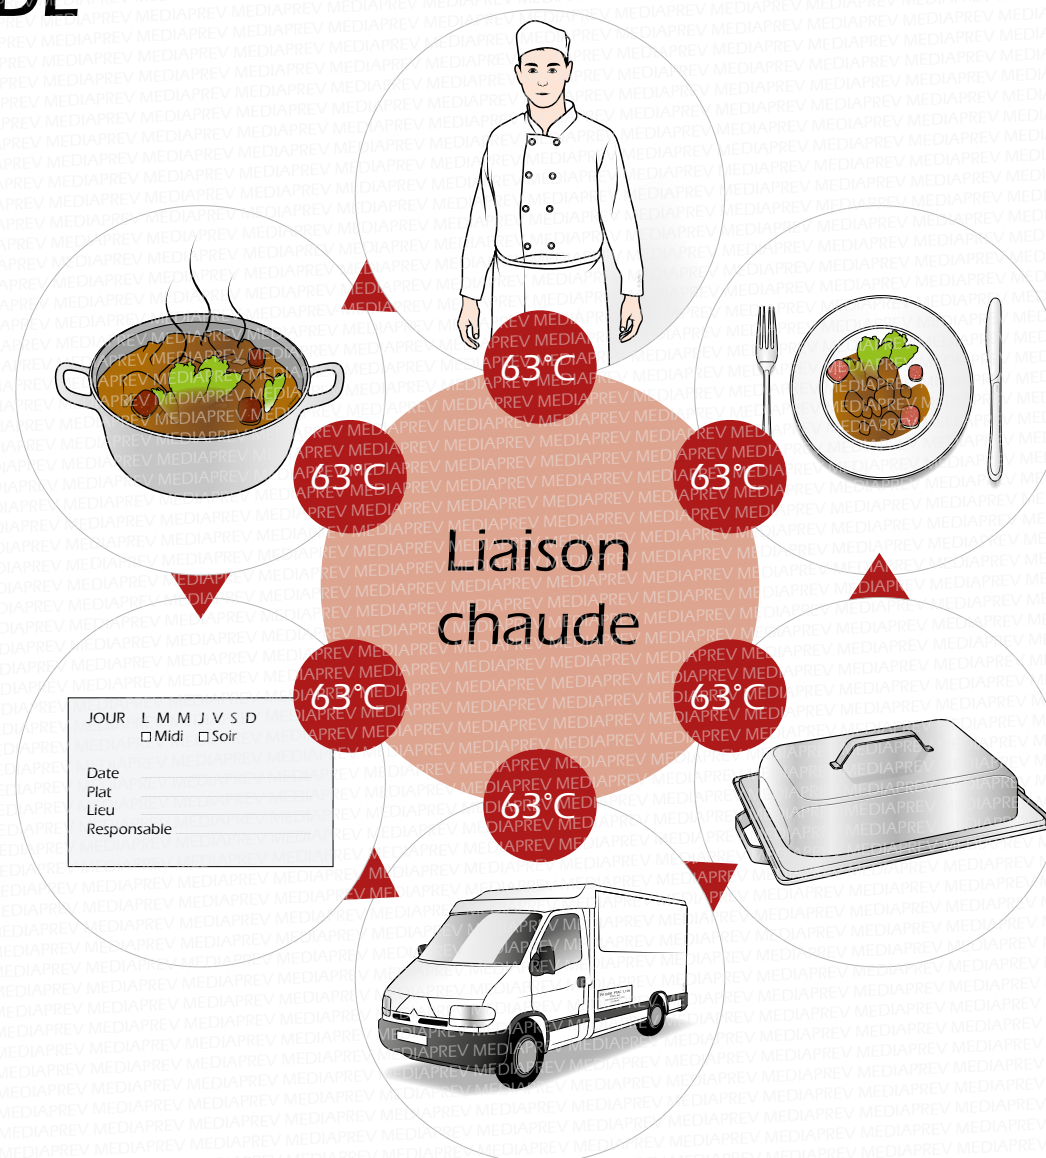 63°C
63°C
63°C
Liaison
chaude
63°C
63°C
63°C
JOUR L M M J V S D
□ Midi □ Soir
Date
Plat
Lieu
Responsable
MEDIAPREV